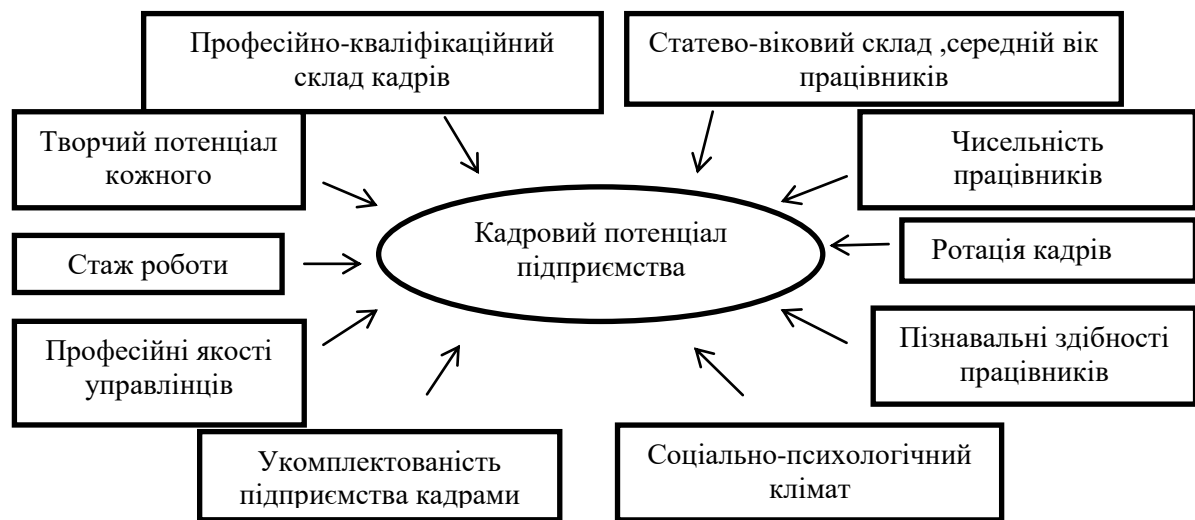 Професійно-кваліфікаційний
склад кадрів
Статево-віковий склад ,середній вік
працівників
Творчий потенціал
кожного
Чисельність
працівників
Кадровий потенціал
підприємства
Стаж роботи
Ротація кадрів
Професійні якості
управлінців
Пізнавальні здібності
працівників
Укомплектованість
підприємства кадрами
Соціально-психологічний
клімат